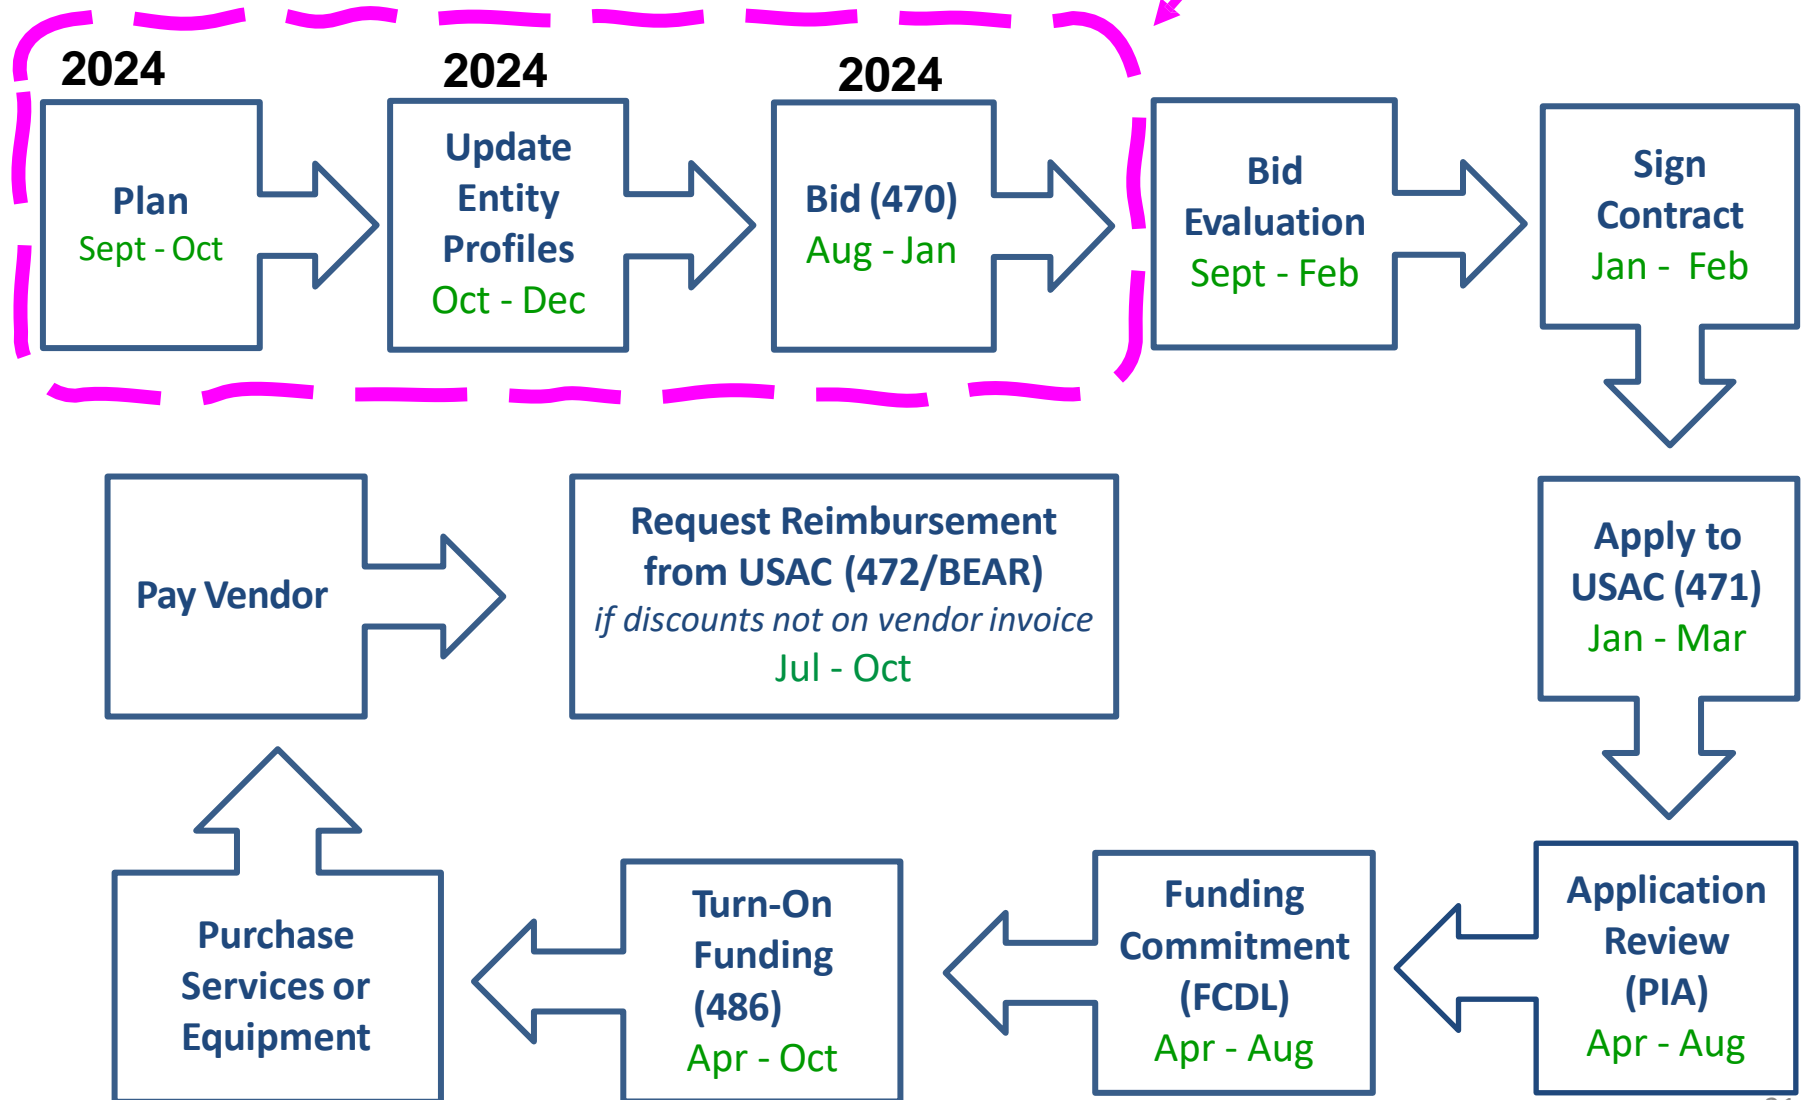 2024
2024
2024
Plan
Sept - Oct
Update
Entity
Profiles
Oct - Dec
Bid (470)
Aug - Jan
Bid
Evaluation
Sept - Feb
Sign
Contract
Jan - Feb
Apply to
USAC (471)
Jan - Mar
Application
Review
(PIA)
Apr - Aug
Funding
Commitment
(FCDL)
Apr - Aug
Turn-On
Funding
(486)
Apr - Oct
Purchase
Services or
Equipment
Pay Vendor
Request Reimbursement
from USAC (472/BEAR)
if discounts not on vendor invoice
Jul - Oct